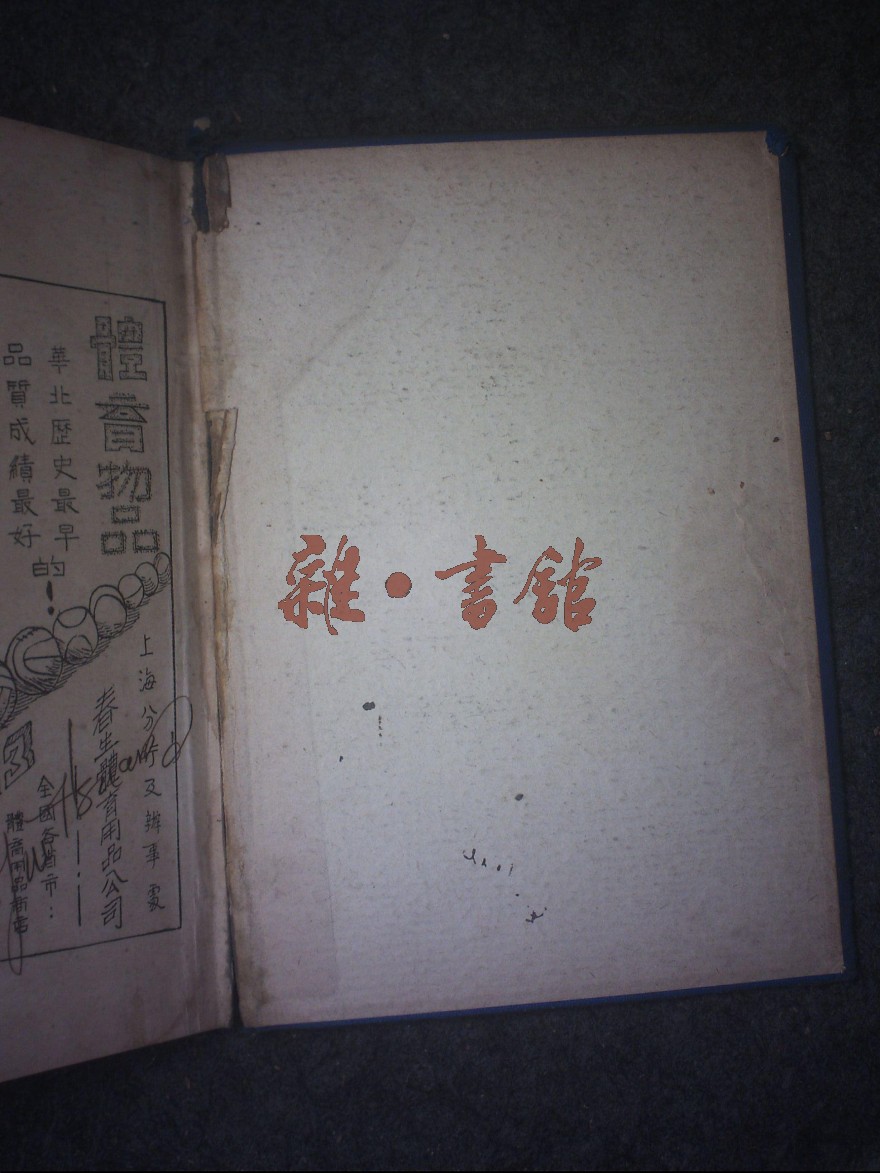 體育物品
華北歷史最早
品質成績最好
的！
上海分行及辦事處
春生體育用品公司
全國各省市：
體育用品商店
雜·書館